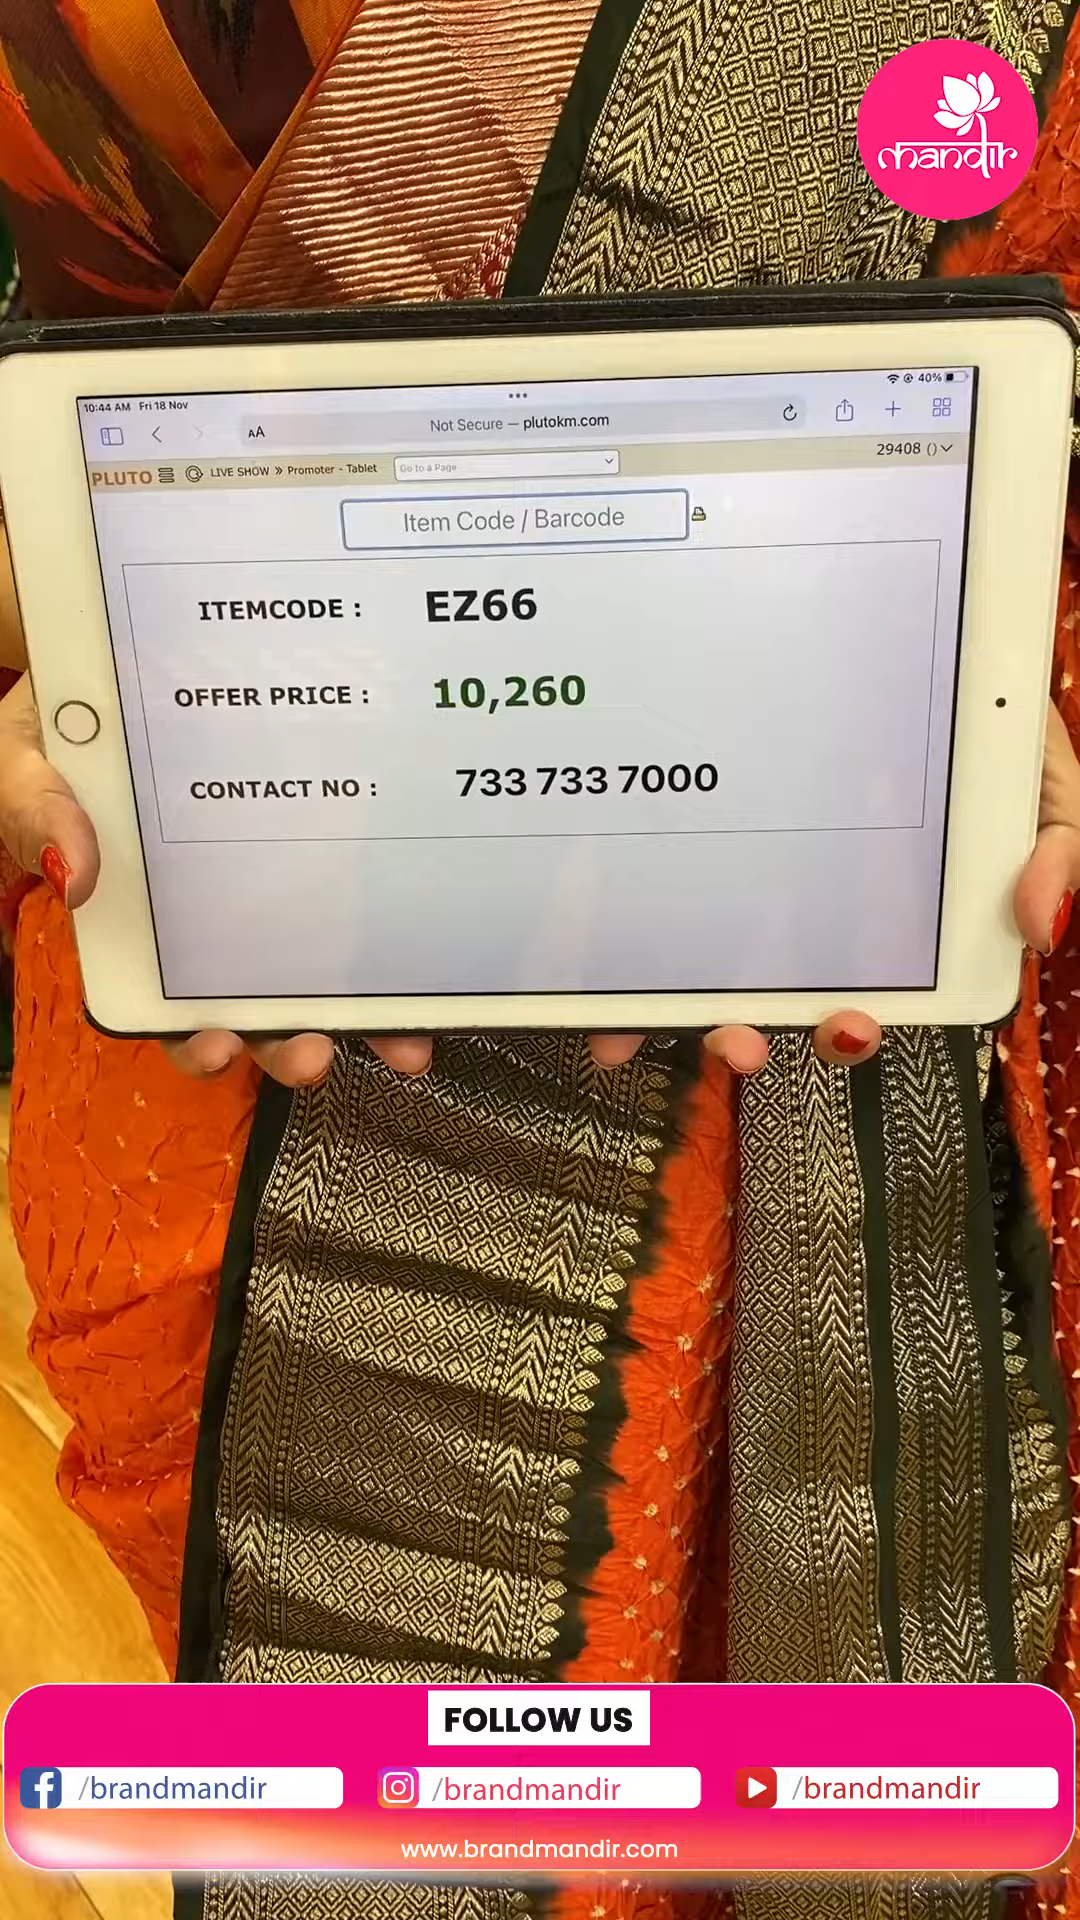 mandir
10:44 AM Fri 18 Nov
40%
AA
Not Secure — plutokm.com
PLUTO
LIVE SHOW » Promoter - Tablet
Go to a Page
29408 ()
Item Code / Barcode
ITEMCODE : EZ66
OFFER PRICE : 10,260
CONTACT NO : 733 733 7000
FOLLOW US
/brandmandir /brandmandir /brandmandir
www.brandmandir.com